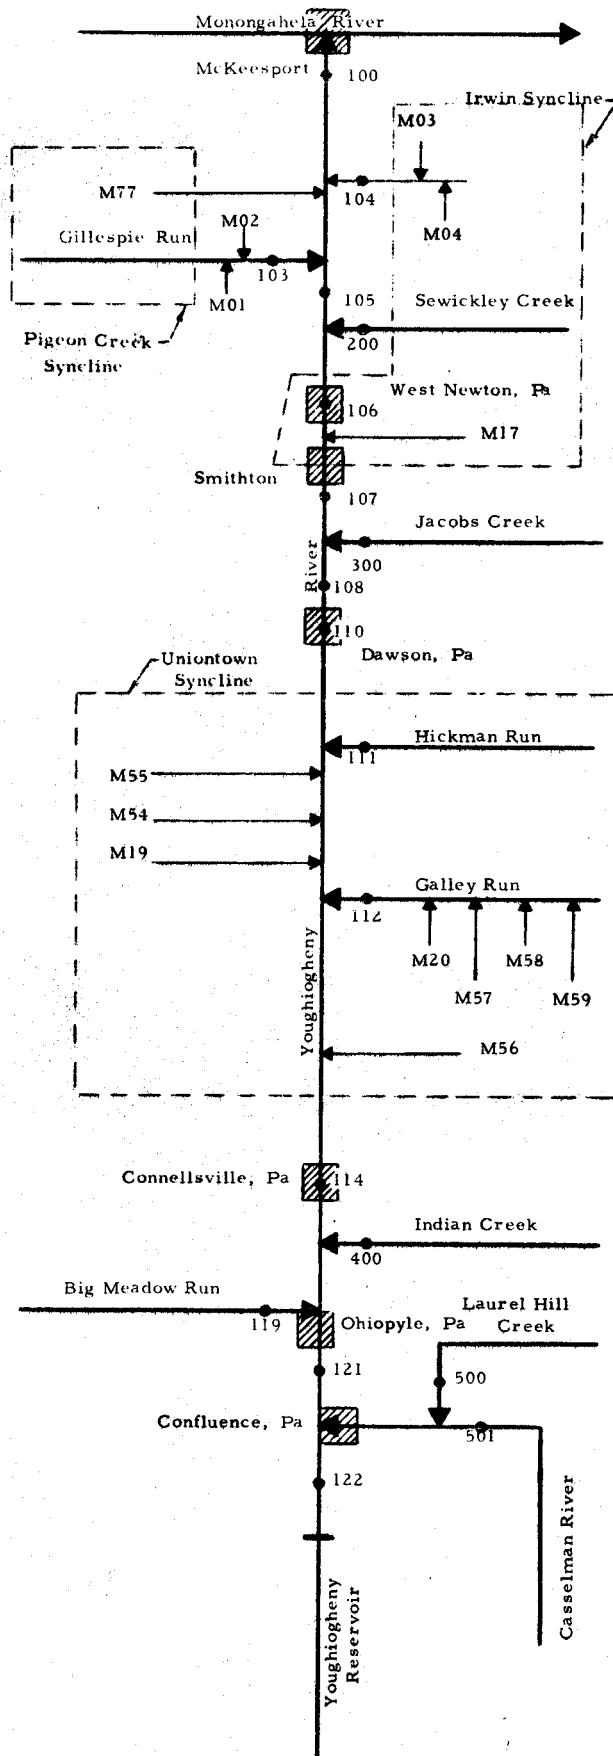 Monongahela River
McKeesport
100
Irwin Syncline
M03
M77
104
M02
M04
Gillespie Run
103
M01
105
Sewickley Creek
200
Pigeon Creek
Syncline
West Newton, Pa
106
M17
Smithton
107
Jacobs Creek
300
River
108
110
Dawson, Pa
Uniontown
Syncline
Hickman Run
111
M55
M54
M19
Galley Run
112
M20
M58
M57
M59
Youghiogheny
M56
Connellsville, Pa
114
Indian Creek
400
Big Meadow Run
119
Ohiopyle, Pa
Laurel Hill
Creek
121
500
Confluence, Pa
501
122
Casselman River
Youghiogheny
Reservoir